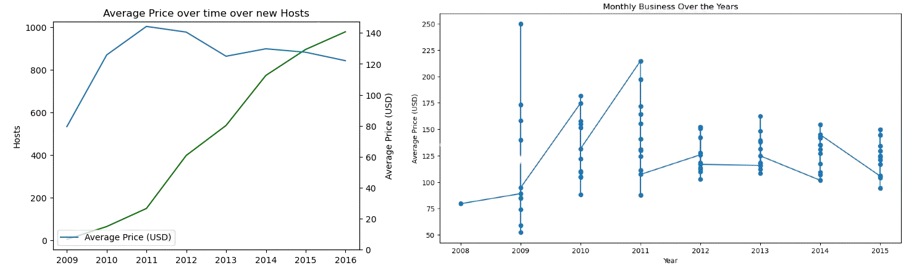 Average Price over time over new Hosts
Hosts
1000
800
600
400
200
0
140
120
100
80
60
40
20
0
Average Price (USD)
Average Price (USD)
2009 2010 2011 2012 2013 2014 2015 2016
Monthly Business Over the Years
Average Price (USD)
250
225
200
175
150
125
100
75
50
2008 2009 2010 2011 2012 2013 2014 2015
Year